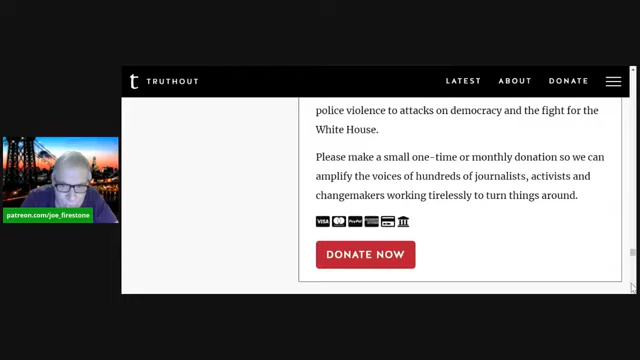 t TRUTHOUT
LATEST ABOUT DONATE
police violence to attacks on democracy and the fight for the
White House.
Please make a small one-time or monthly donation so we can
amplify the voices of hundreds of journalists, activists and
changemakers working tirelessly to turn things around.
VISA PayPal
DONATE NOW
patreon.com/joe_firestone